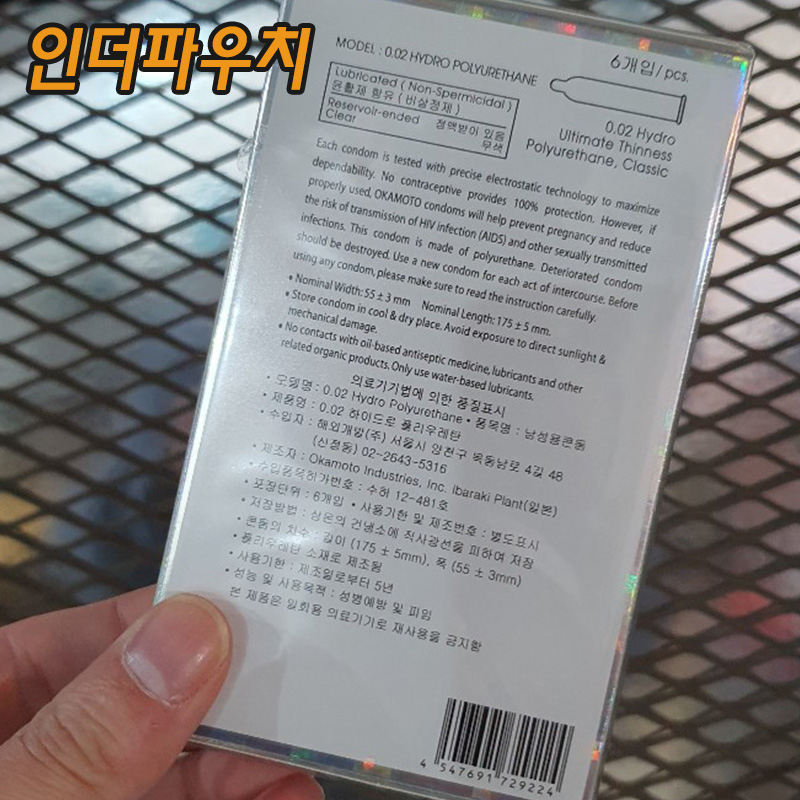 인더파우치
MODEL : 0.02 HYDRO POLYURETHANE
6개입/pcs.
Lubricated ( Non-Spermicidal )
윤활제 함유 ( 비살정제 )
Reservoir-ended 정액받이 있음
Clear 무색
0.02 Hydro
Ultimate Thinness
Polyurethane, Classic
Each condom is tested with precise electrostatic technology to maximize
dependability. No contraceptive provides 100% protection. However, if
properly used, OKAMOTO condoms will help prevent pregnancy and reduce
the risk of transmission of HIV infection (AIDS) and other sexually transmitted
infections. This condom is made of polyurethane. Deteriorated condom
should be destroyed. Use a new condom for each act of intercourse. Before
using any condom, please make sure to read the instruction carefully.
• Nominal Width: 55 ± 3 mm Nominal Length: 175 ± 5 mm.
• Store condom in cool & dry place. Avoid exposure to direct sunlight &
mechanical damage.
• No contacts with oil-based antiseptic medicine, lubricants and other
related organic products. Only use water-based lubricants.
의료기기법에 의한 품질표시
• 모델명 : 0.02 Hydro Polyurethane • 품목명 : 남성용콘돔
• 제품명 : 0.02 하이드로 폴리우레탄
• 수입자 : 해외개발(주) 서울시 양천구 목동남로 4길 48
(신정동) 02-2643-5316
• 제조자 : Okamoto Industries, Inc. Ibaraki Plant(일본)
• 수입품목허가번호 : 수허 12-481호
• 포장단위 : 6개입 • 사용기한 및 제조번호 : 별도표시
• 저장방법 : 상온의 건냉소에 직사광선을 피하여 저장
• 콘돔의 치수 : 길이 (175 ± 5mm), 폭 (55 ± 3mm)
• 폴리우레탄 소재로 제조됨
• 사용기한 : 제조일로부터 5년
• 성능 및 사용목적 : 성병예방 및 피임
본 제품은 일회용 의료기기로 재사용을 금지함
4 547691 729224